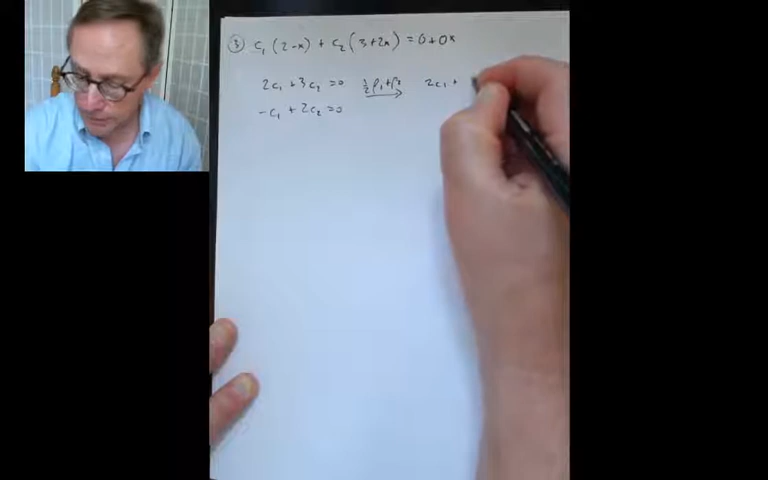 ③ c₁(2-x) + c₂(3+2x) = 0+0x
2c₁ + 3c₂ = 0 ½ρ₁+ρ₂ → 2c₁ +
-c₁ + 2c₂ = 0